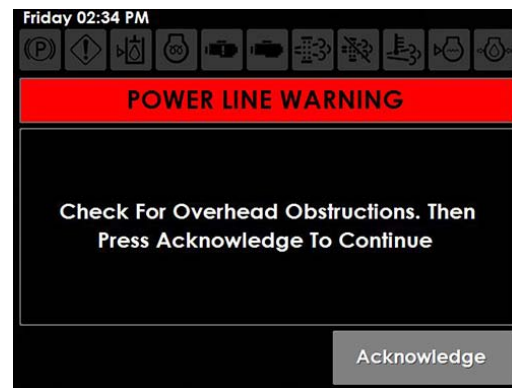 Friday 02:34 PM
(P)
POWER LINE WARNING
Check For Overhead Obstructions. Then
Press Acknowledge To Continue
Acknowledge